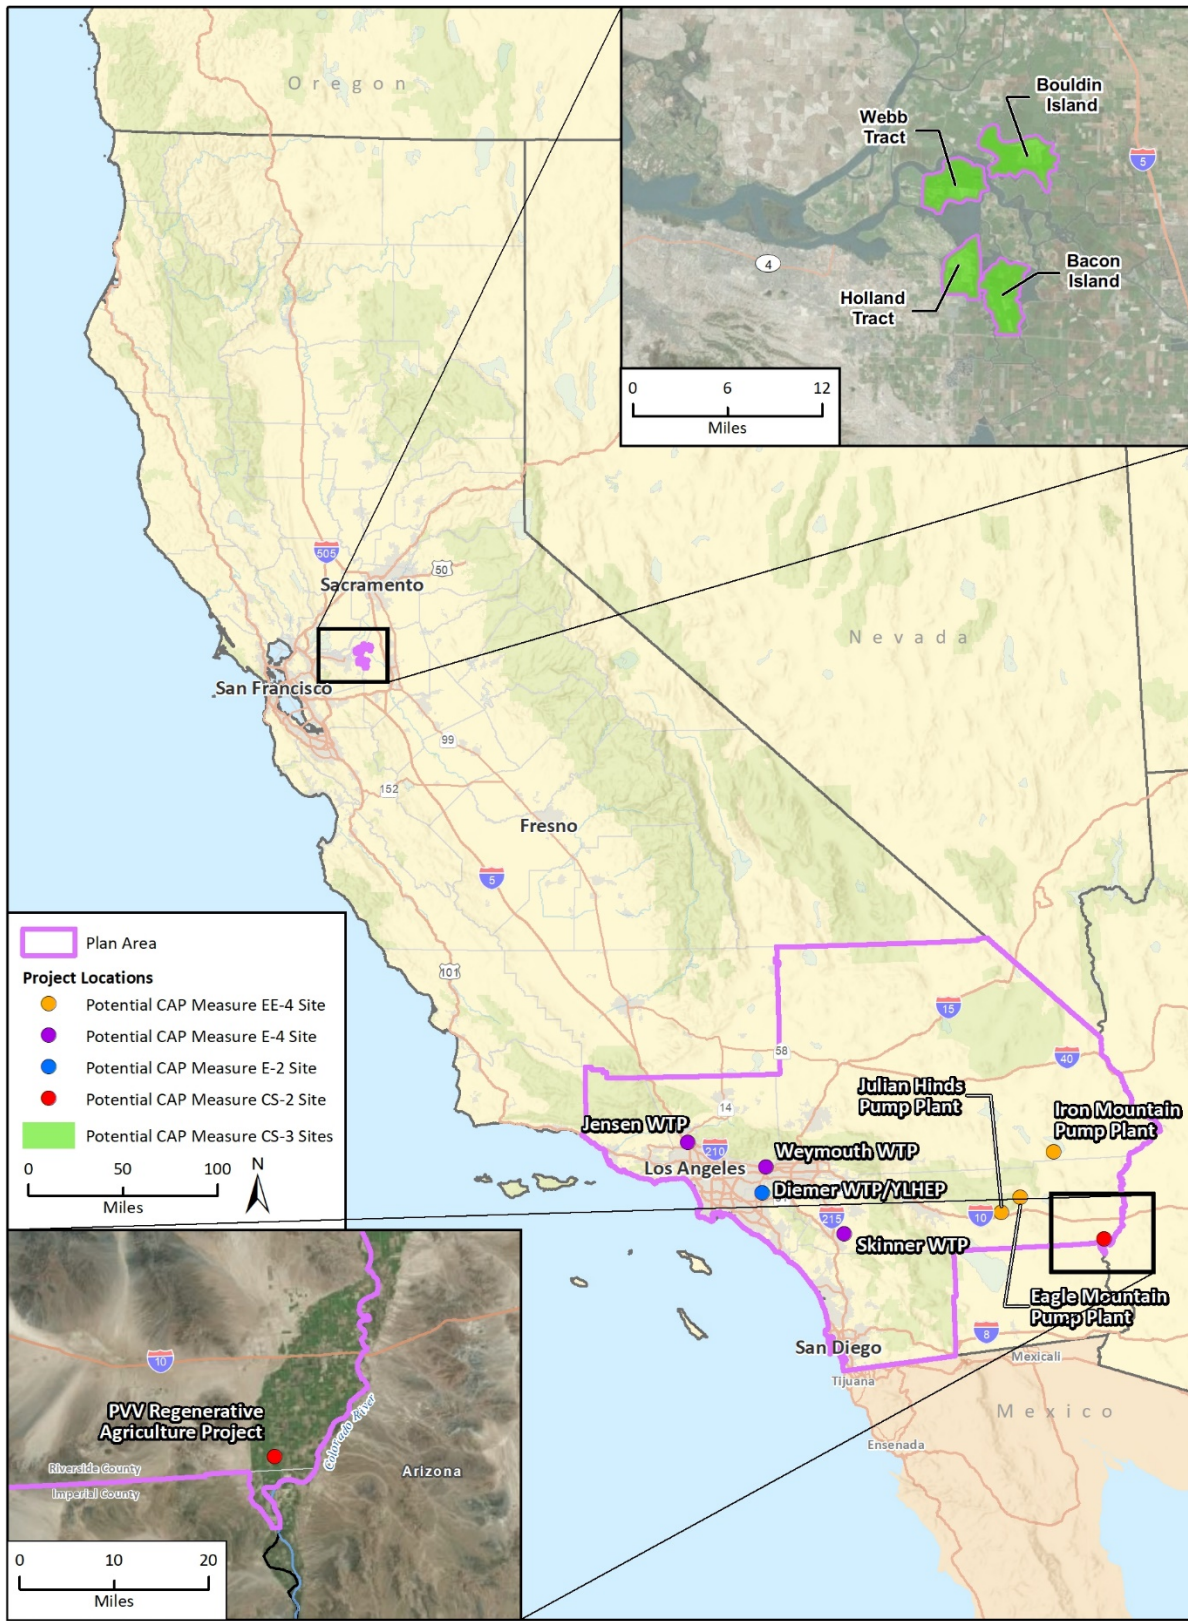 Oregon
Bouldin
Island
Webb
Tract
5
4
Bacon
Island
Holland
Tract
0 6 12
Miles
505
Sacramento
50
Nevada
San Francisco
99
152
Fresno
5
101
Plan Area
Project Locations
Potential CAP Measure EE-4 Site
Potential CAP Measure E-4 Site
Potential CAP Measure E-2 Site
Potential CAP Measure CS-2 Site
Potential CAP Measure CS-3 Sites
0 50 100
N
Miles
15
58
40
14
Julian Hinds
Pump Plant
Iron Mountain
Pump Plant
Jensen WTP
210
Los Angeles
Weymouth WTP
Diemer WTP/YLHEP
215
10
Skinner WTP
Eagle Mountain
Pump Plant
8
San Diego
Mexicali
Tijuana
Mexico
Ensenada
10
PVV Regenerative
Agriculture Project
Colorado River
Riverside County
Imperial County
Arizona
0 10 20
Miles